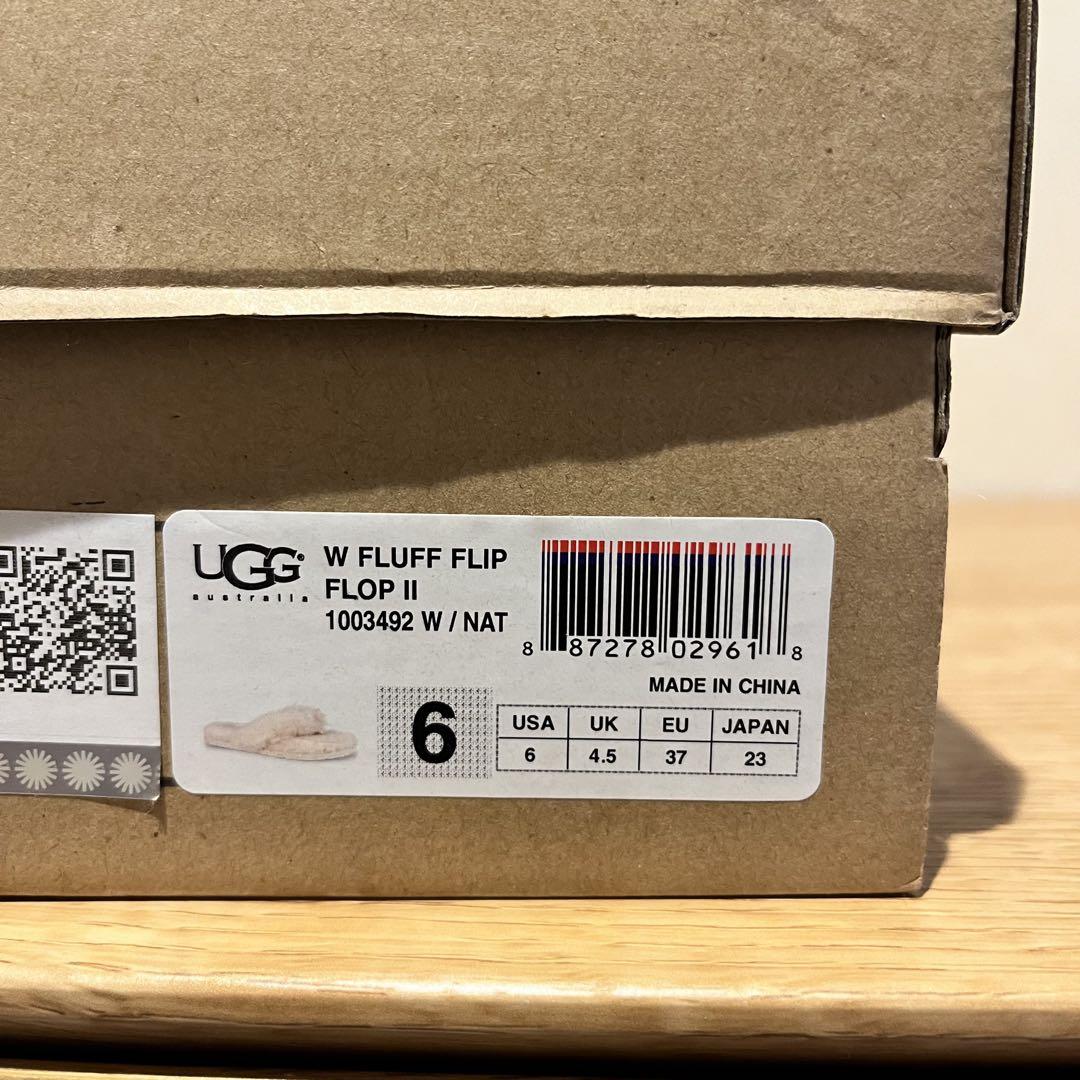 UGG®
australia
W FLUFF FLIP
FLOP II
1003492 W / NAT
8 87278 02961 8
MADE IN CHINA
6
USA UK EU JAPAN
6 4.5 37 23